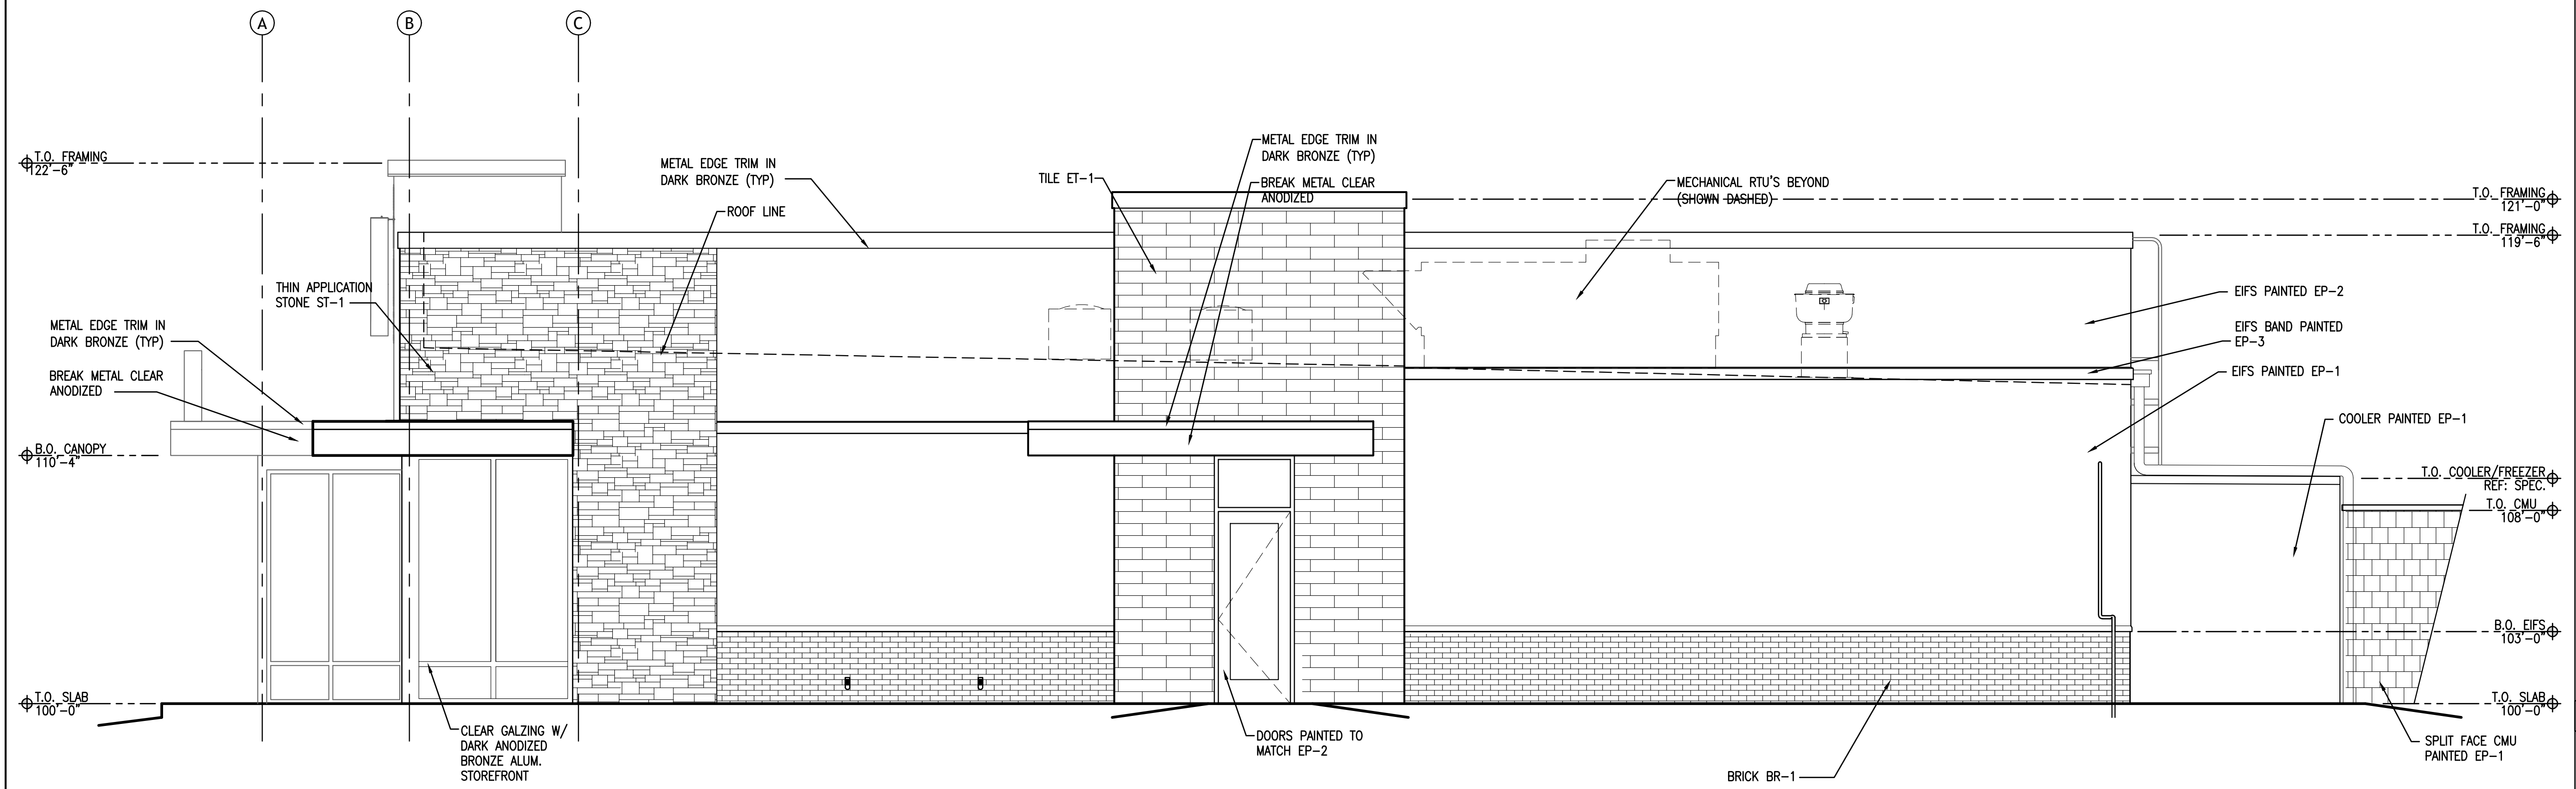 A
B
C
T.O. FRAMING
122'-6"
METAL EDGE TRIM IN
DARK BRONZE (TYP)
ROOF LINE
THIN APPLICATION
STONE ST-1
METAL EDGE TRIM IN
DARK BRONZE (TYP)
BREAK METAL CLEAR
ANODIZED
B.O. CANOPY
110'-4"
T.O. SLAB
100'-0"
CLEAR GALZING W/
DARK ANODIZED
BRONZE ALUM.
STOREFRONT
TILE ET-1
METAL EDGE TRIM IN
DARK BRONZE (TYP)
BREAK METAL CLEAR
ANODIZED
DOORS PAINTED TO
MATCH EP-2
MECHANICAL RTU'S BEYOND
(SHOWN DASHED)
BRICK BR-1
T.O. FRAMING
121'-0"
T.O. FRAMING
119'-6"
EIFS PAINTED EP-2
EIFS BAND PAINTED
EP-3
EIFS PAINTED EP-1
COOLER PAINTED EP-1
T.O. COOLER/FREEZER
REF: SPEC.
T.O. CMU
108'-0"
B.O. EIFS
103'-0"
T.O. SLAB
100'-0"
SPLIT FACE CMU
PAINTED EP-1